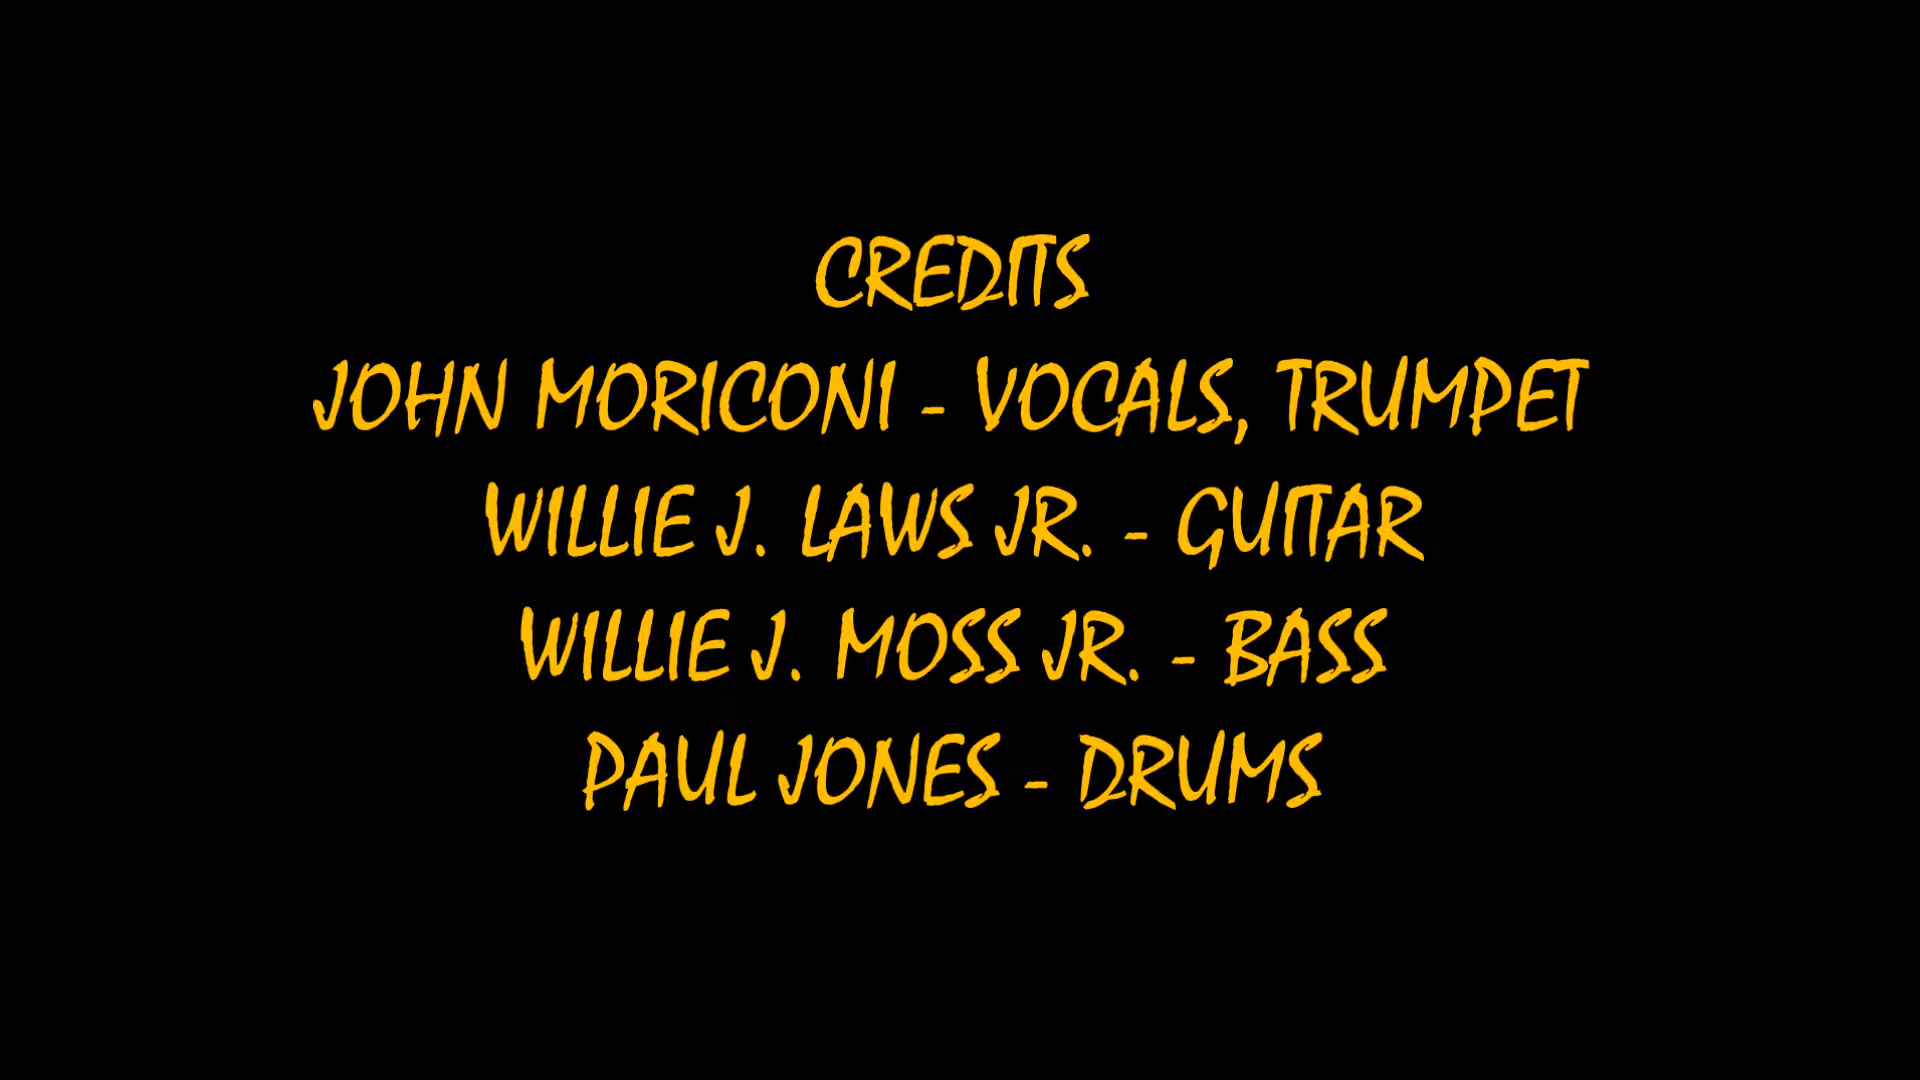 CREDITS
JOHN MORICONI - VOCALS, TRUMPET
WILLIE J. LAWS JR. - GUITAR
WILLIE J. MOSS JR. - BASS
PAUL JONES - DRUMS